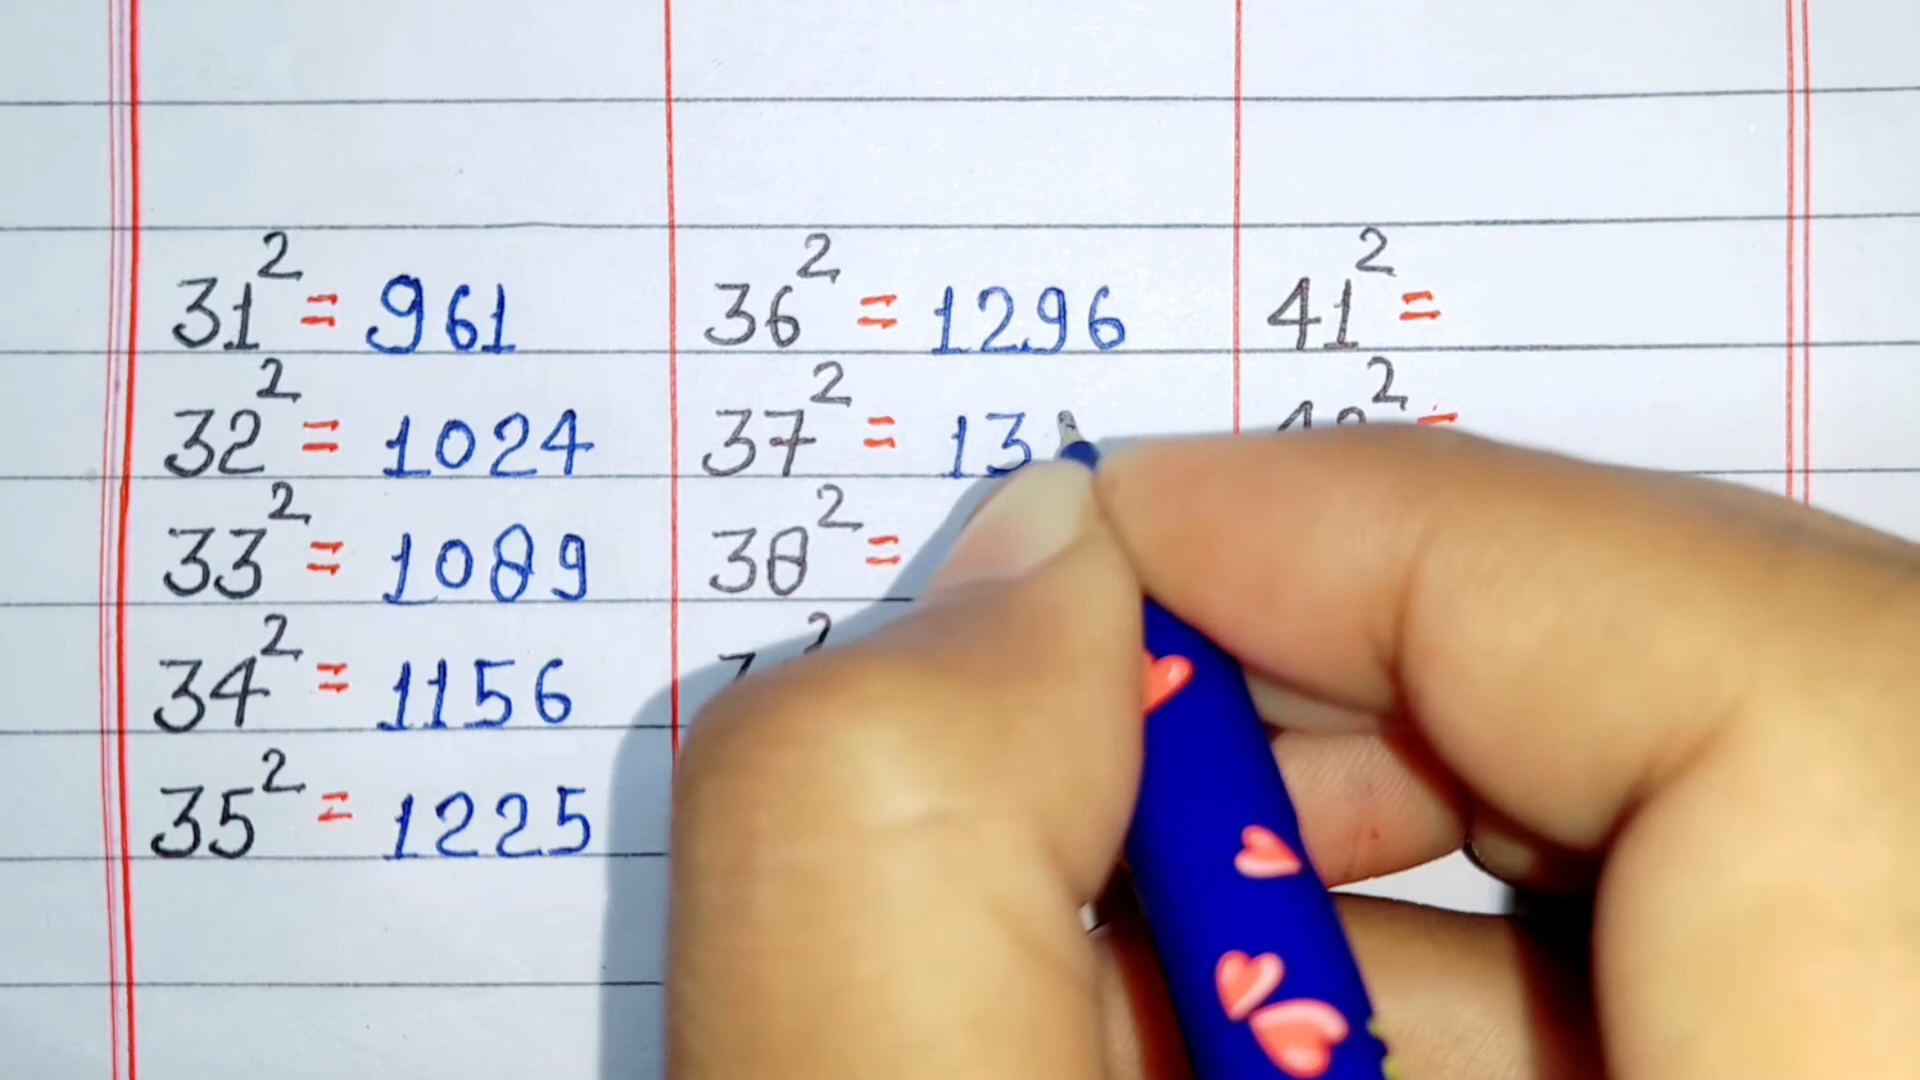 31² = 961
32² = 1024
33² = 1089
34² = 1156
35² = 1225
36² = 1296
37² = 13
38² =
41² =